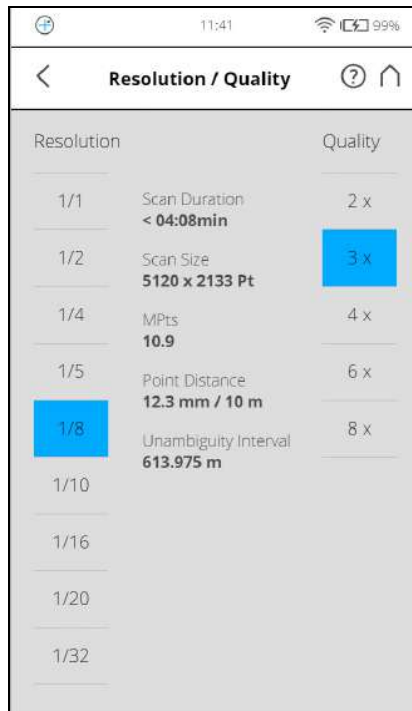 11:41
99%
Resolution / Quality
?
Resolution
Quality
1/1
1/2
1/4
1/5
1/8
1/10
1/16
1/20
1/32
Scan Duration
< 04:08min
Scan Size
5120 x 2133 Pt
MPts
10.9
Point Distance
12.3 mm / 10 m
Unambiguity Interval
613.975 m
2 x
3 x
4 x
6 x
8 x